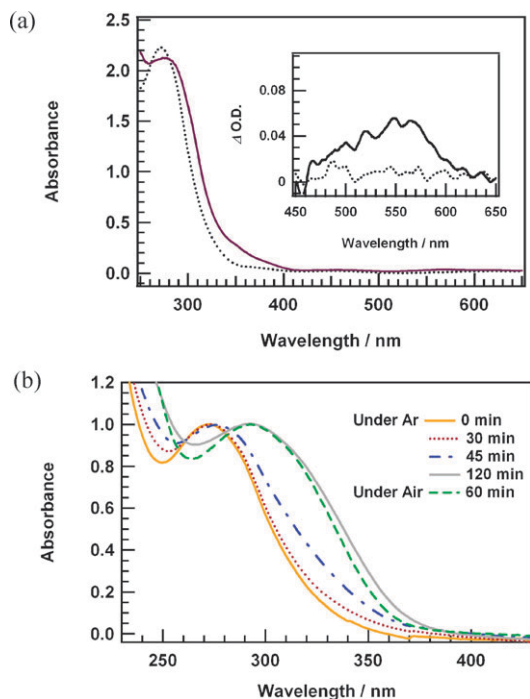 (a)
2.5
2.0
1.5
1.0
0.5
0.0
Absorbance
300 400 500 600
Wavelength / nm
0.08
0.04
0
Δ O.D.
450 500 550 600 650
Wavelength / nm
(b)
1.2
1.0
0.8
0.6
0.4
0.2
0.0
Absorbance
250 300 350 400
Wavelength / nm
Under Ar 0 min
30 min
45 min
120 min
Under Air 60 min